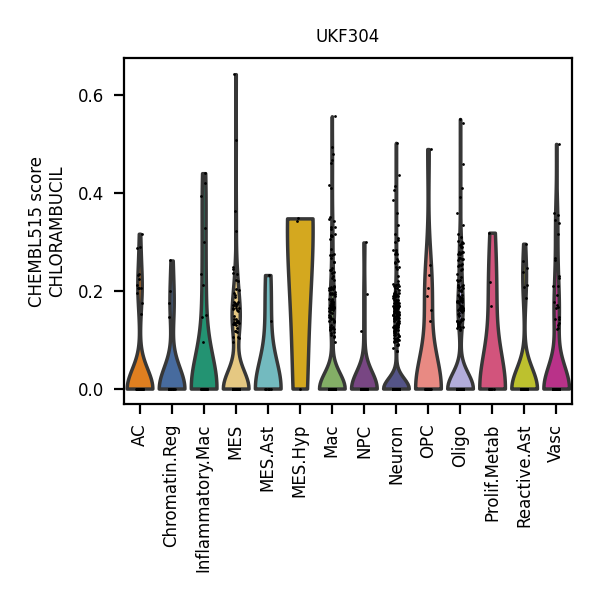 UKF304
CHEMBL515 score
CHLORAMBUCIL
0.6
0.4
0.2
0.0
AC
Chromatin.Reg
Inflammatory.Mac
MES
MES.Ast
MES.Hyp
Mac
NPC
Neuron
OPC
Oligo
Prolif.Metab
Reactive.Ast
Vasc